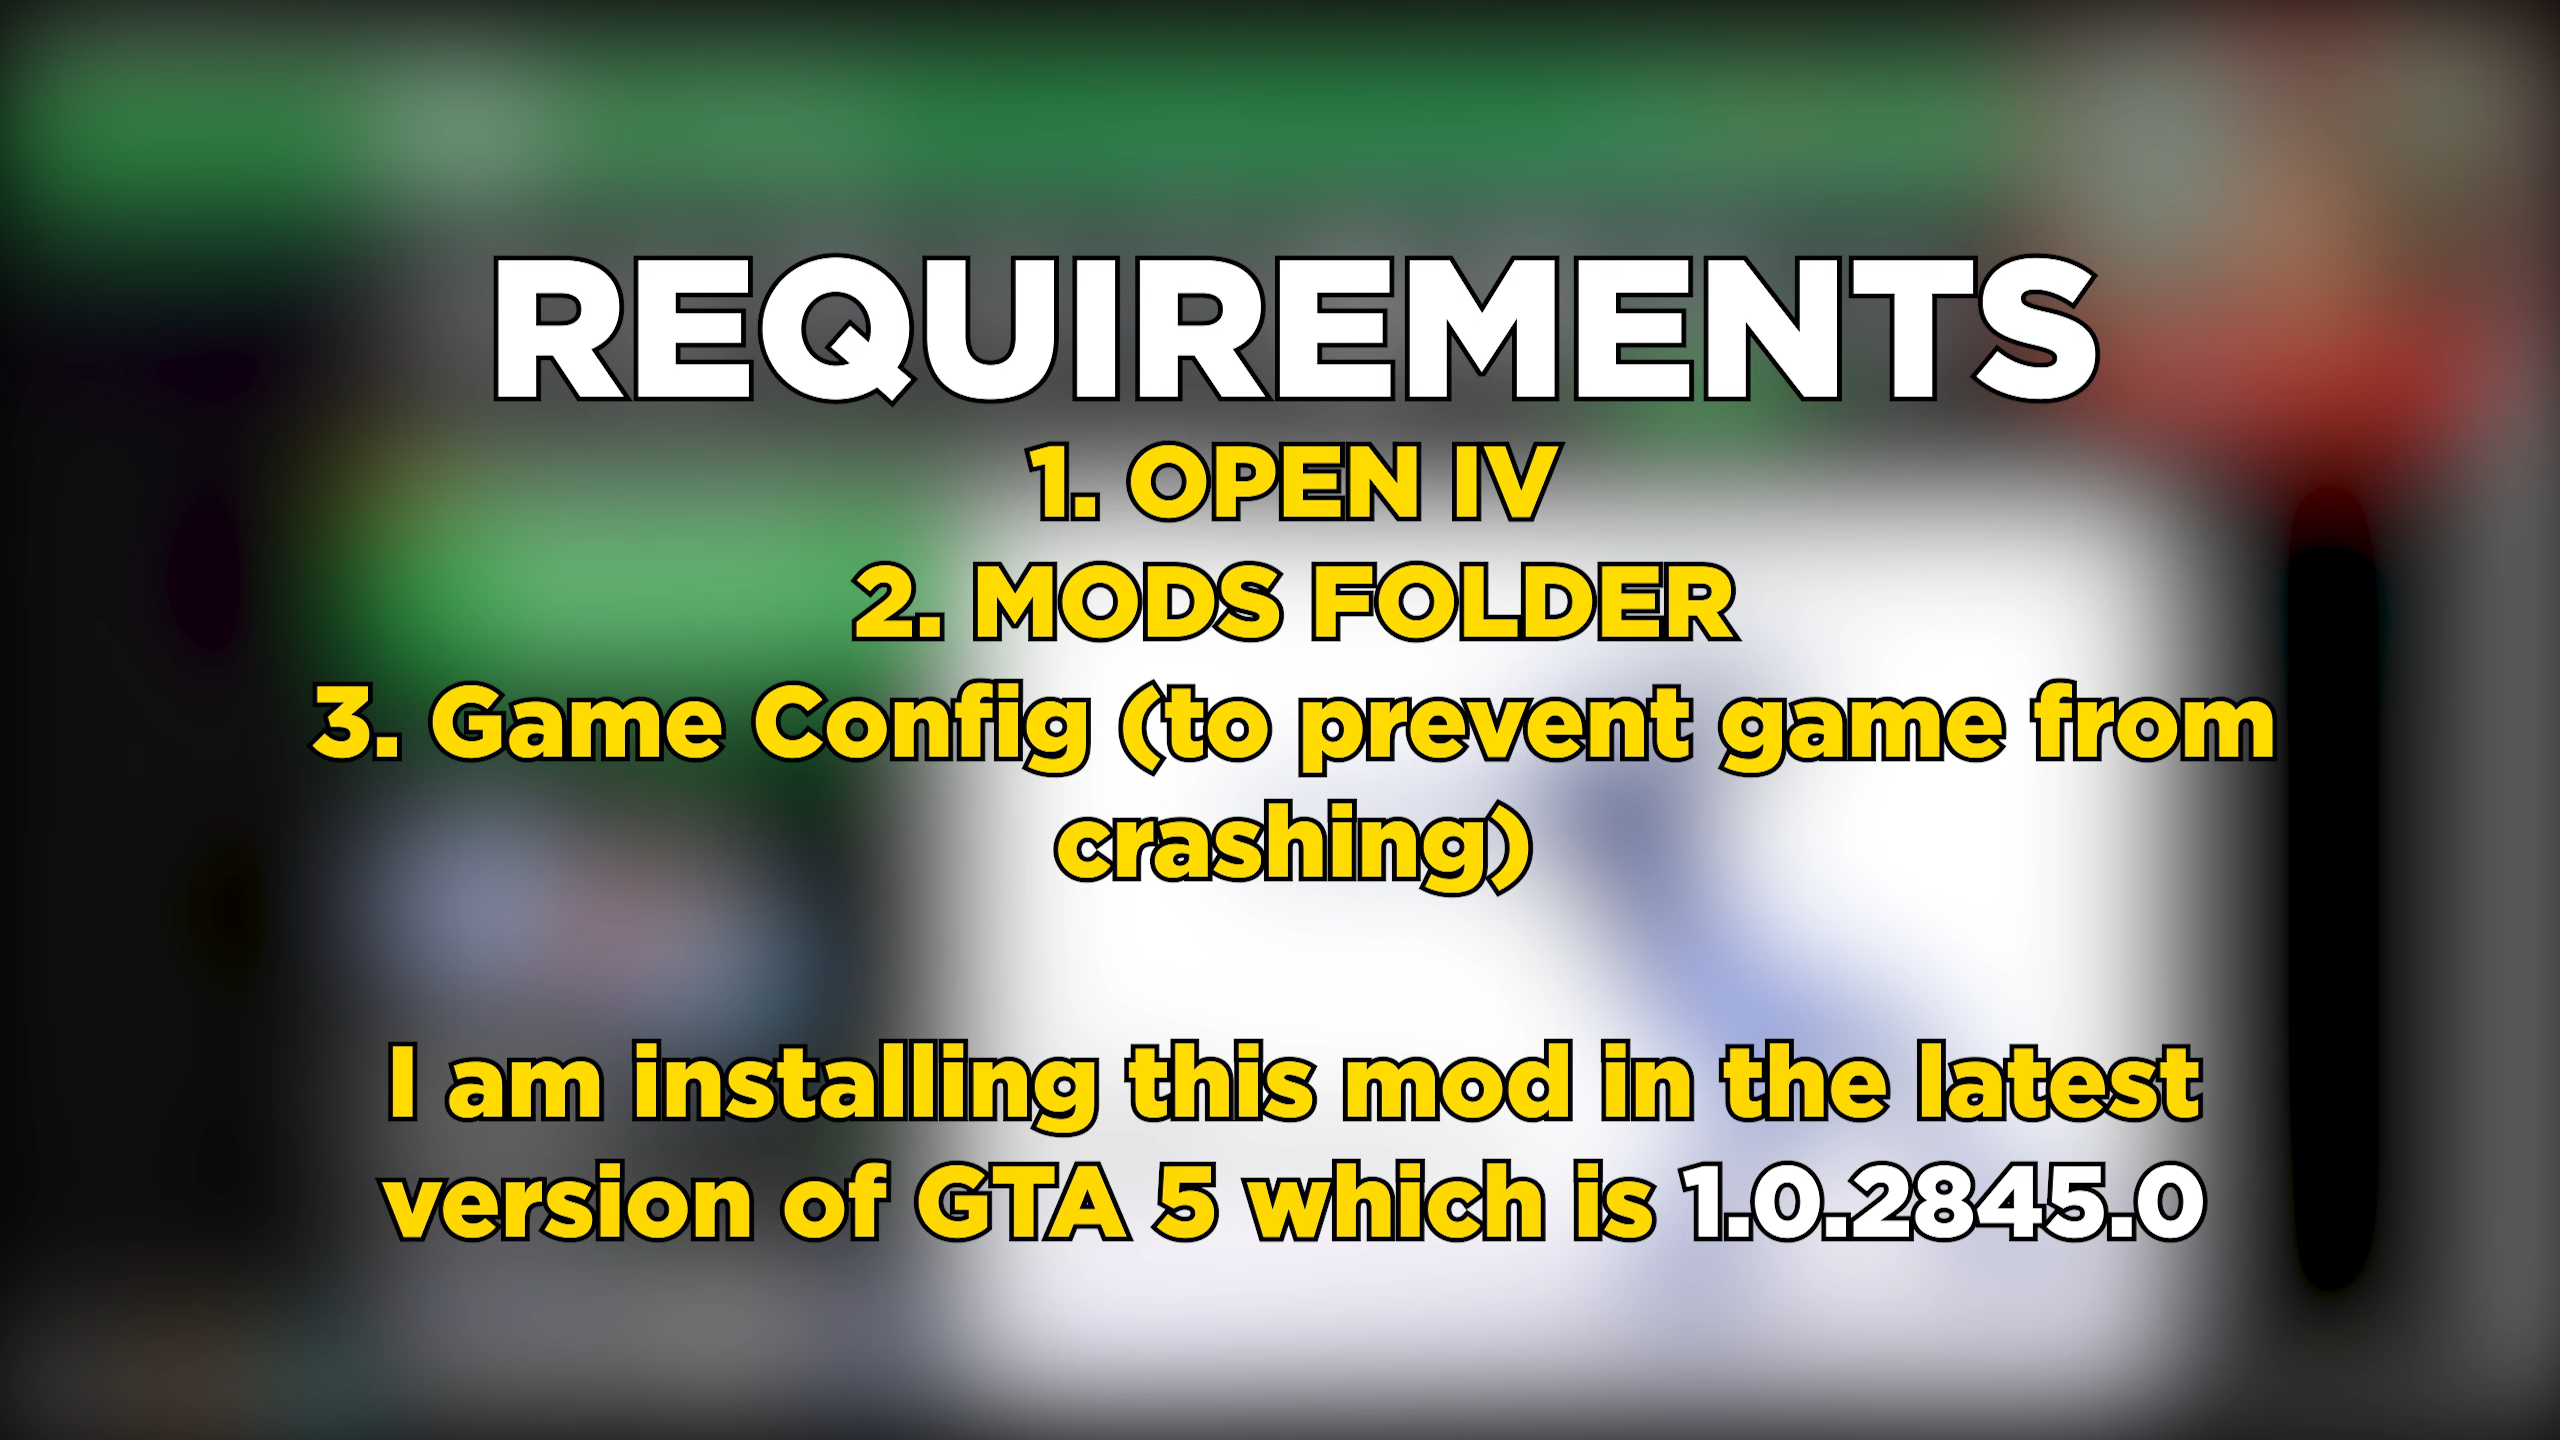 REQUIREMENTS
1. OPEN IV
2. MODS FOLDER
3. Game Config (to prevent game from
crashing)
I am installing this mod in the latest
version of GTA 5 which is 1.0.2845.0